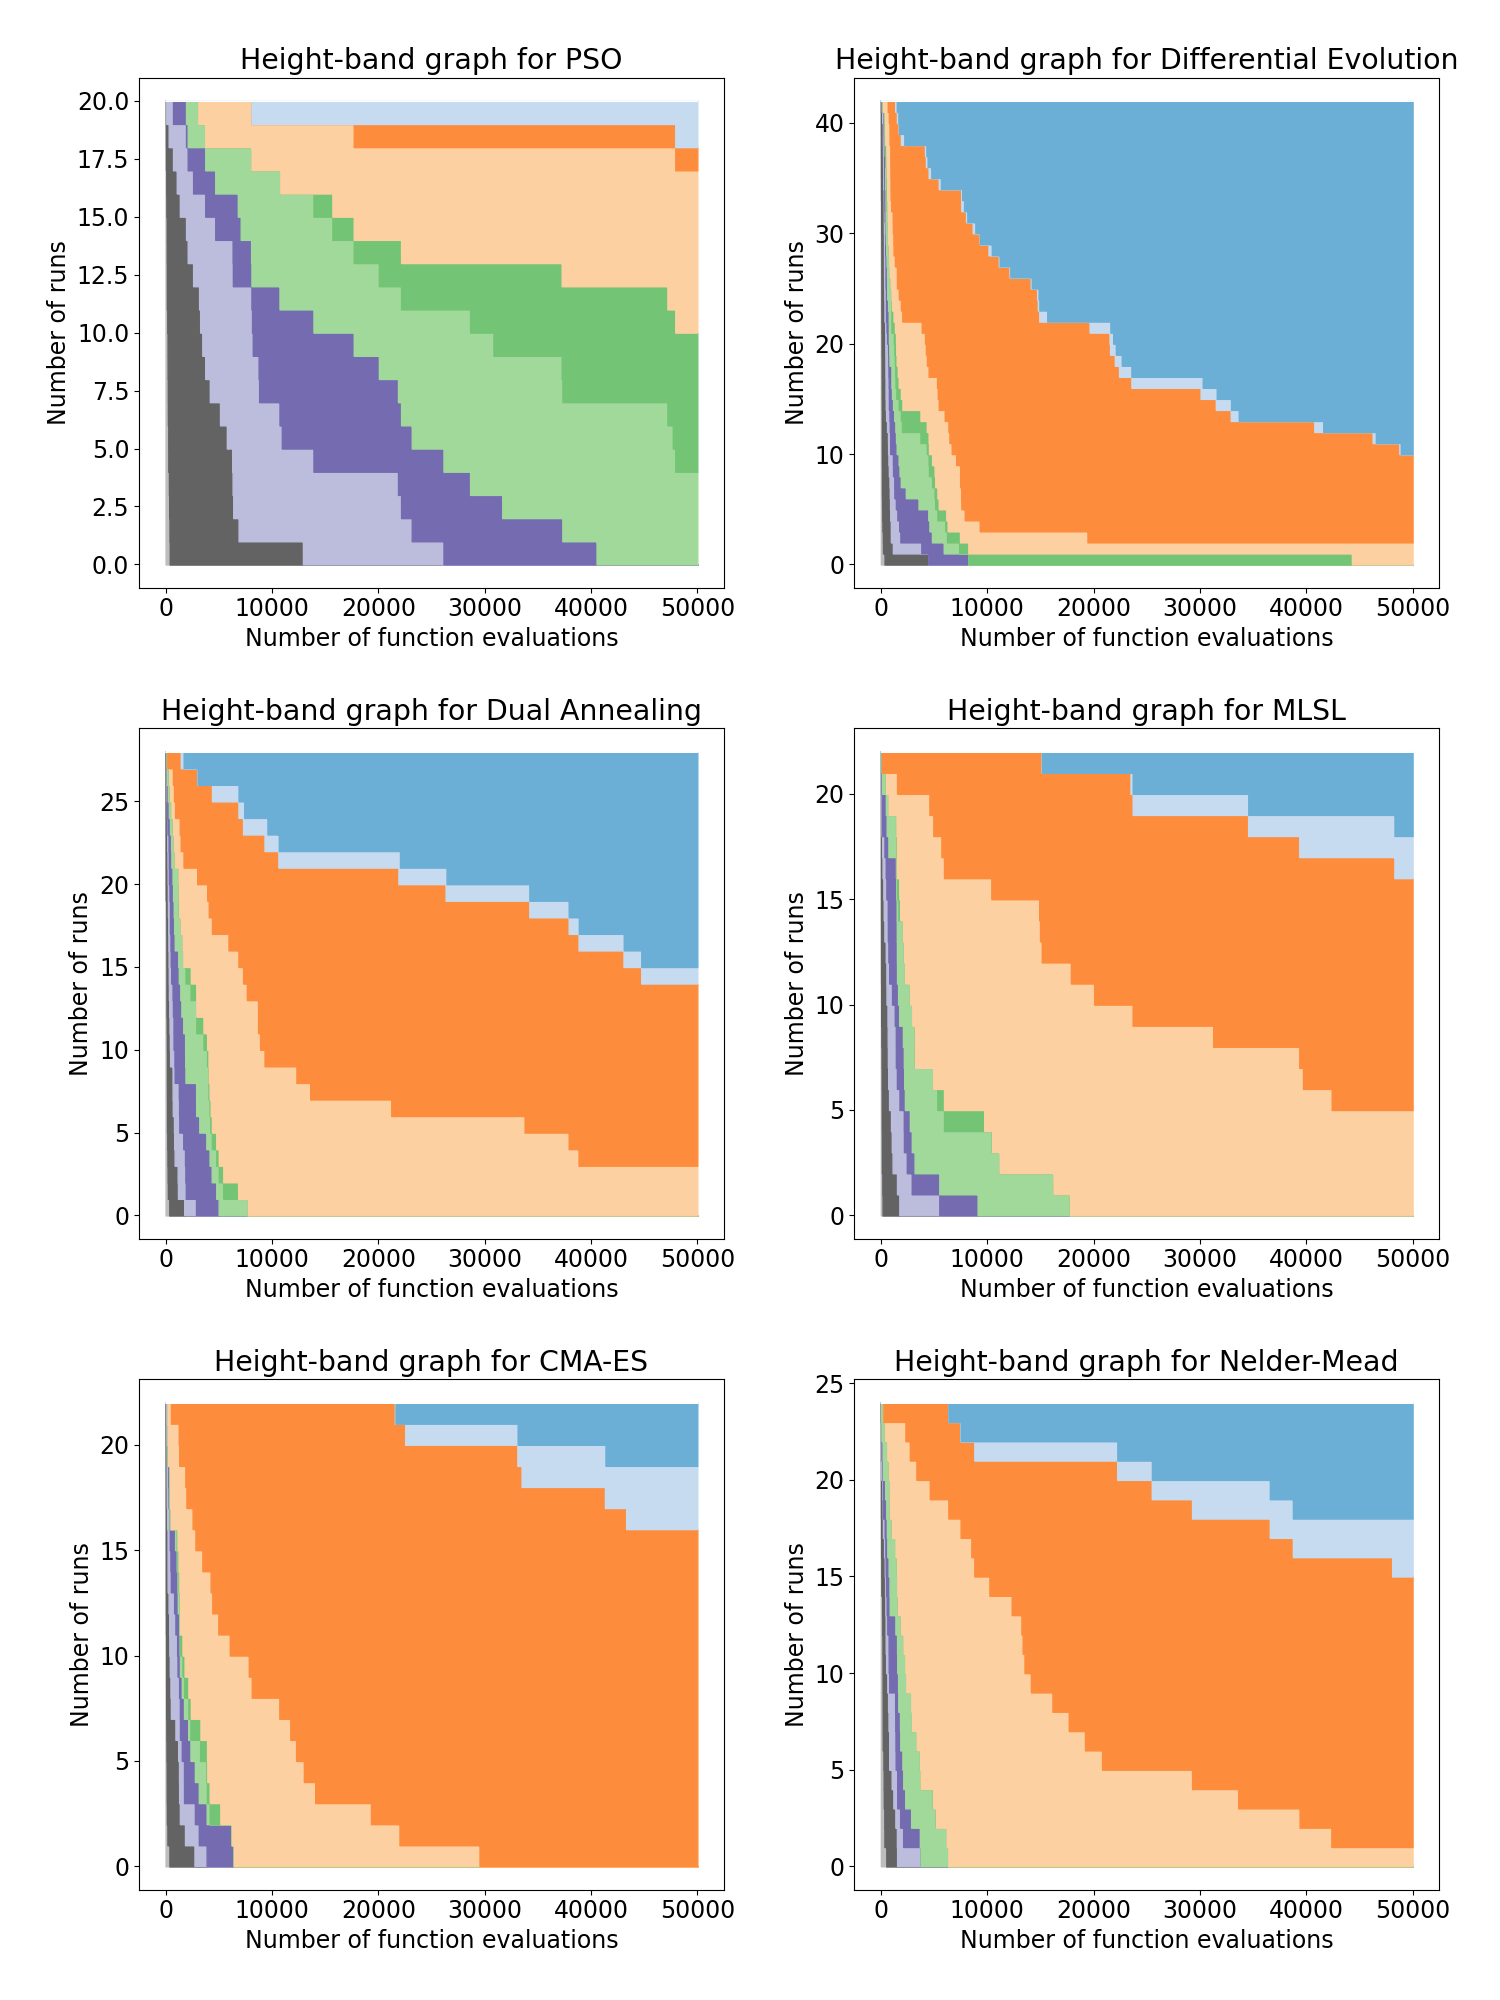 Height-band graph for PSO
Number of runs
20.0
17.5
15.0
12.5
10.0
7.5
5.0
2.5
0.0
0 10000 20000 30000 40000 50000
Number of function evaluations
Height-band graph for Differential Evolution
Number of runs
40
30
20
10
0
0 10000 20000 30000 40000 50000
Number of function evaluations
Height-band graph for Dual Annealing
Number of runs
25
20
15
10
5
0
0 10000 20000 30000 40000 50000
Number of function evaluations
Height-band graph for MLSL
Number of runs
20
15
10
5
0
0 10000 20000 30000 40000 50000
Number of function evaluations
Height-band graph for CMA-ES
Number of runs
20
15
10
5
0
0 10000 20000 30000 40000 50000
Number of function evaluations
Height-band graph for Nelder-Mead
Number of runs
25
20
15
10
5
0
0 10000 20000 30000 40000 50000
Number of function evaluations